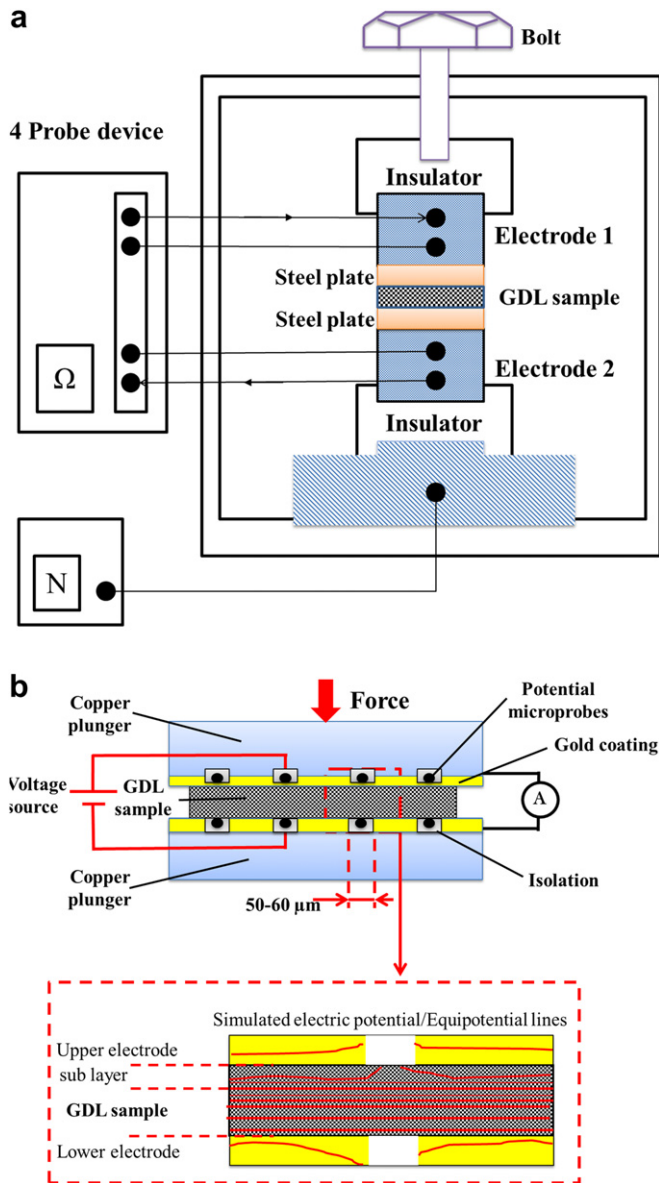 a
Bolt
4 Probe device
Insulator
Electrode 1
Steel plate
GDL sample
Steel plate
Ω
Electrode 2
Insulator
N
b
Force
Copper
plunger
Potential
microprobes
Gold coating
Voltage
source
GDL
sample
A
Copper
plunger
Isolation
50-60 µm
Simulated electric potential/Equipotential lines
Upper electrode
sub layer
GDL sample
Lower electrode